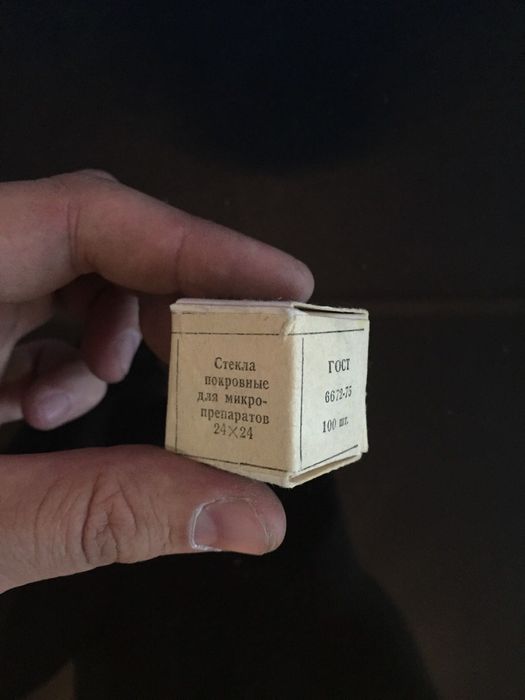 Стекла
покровные
для микро-
препаратов
24×24
ГОСТ
6672-75
100 шт.